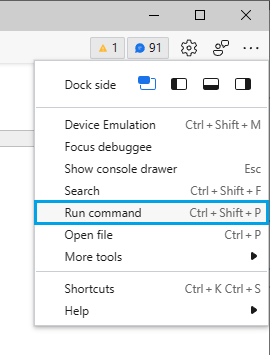 1 91
Dock side
Device Emulation Ctrl + Shift + M
Focus debuggee
Show console drawer Esc
Search Ctrl + Shift + F
Run command Ctrl + Shift + P
Open file Ctrl + P
More tools
Shortcuts Ctrl + K Ctrl + S
Help